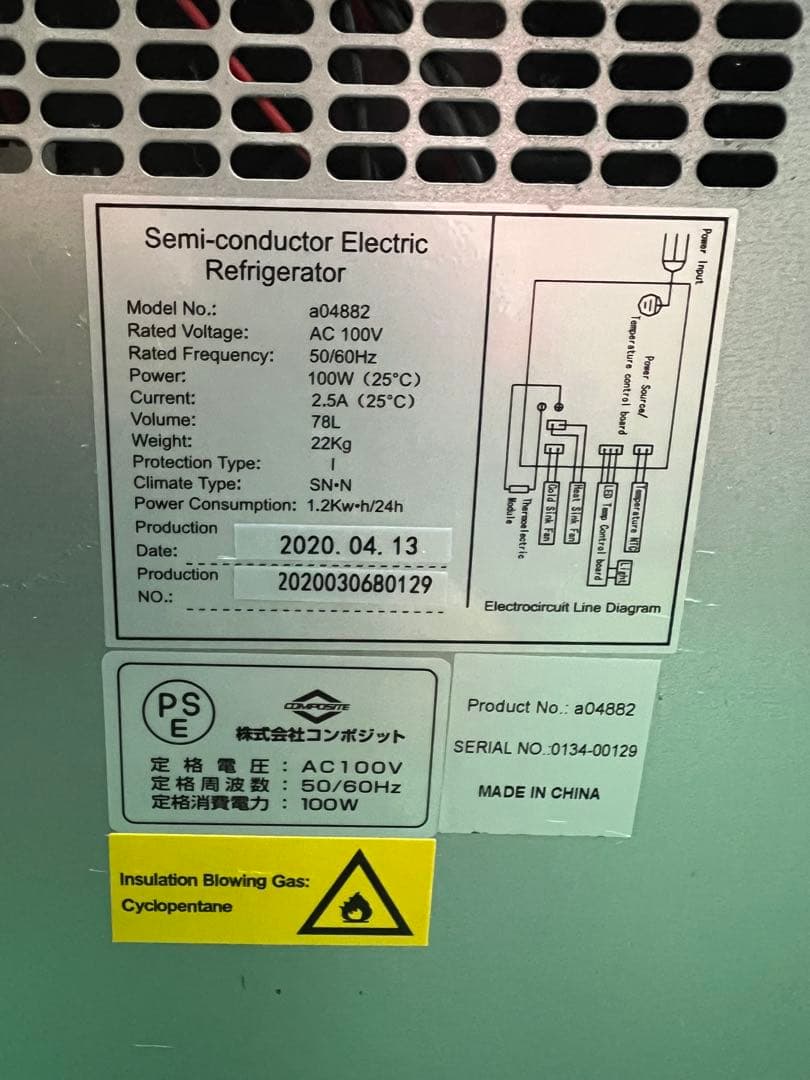 Semi-conductor Electric
Refrigerator
Model No.: a04882
Rated Voltage: AC 100V
Rated Frequency: 50/60Hz
Power: 100W (25°C)
Current: 2.5A (25°C)
Volume: 78L
Weight: 22Kg
Protection Type: I
Climate Type: SN•N
Power Consumption: 1.2Kw•h/24h
Production
Date: 2020. 04. 13
Production
NO.: 2020030680129
Power Input
Power Source/
Temperature control board
Thermoelectric
Module
Cold Sink Fan
Heat Sink Fan
LED Temp Control board
Temperature NTC
Light
Electrocircuit Line Diagram
PS
E
COMPOSITE
株式会社コンポジット
定格電圧：AC100V
定格周波数：50/60Hz
定格消費電力：100W
Product No.: a04882
SERIAL NO.:0134-00129
MADE IN CHINA
Insulation Blowing Gas:
Cyclopentane